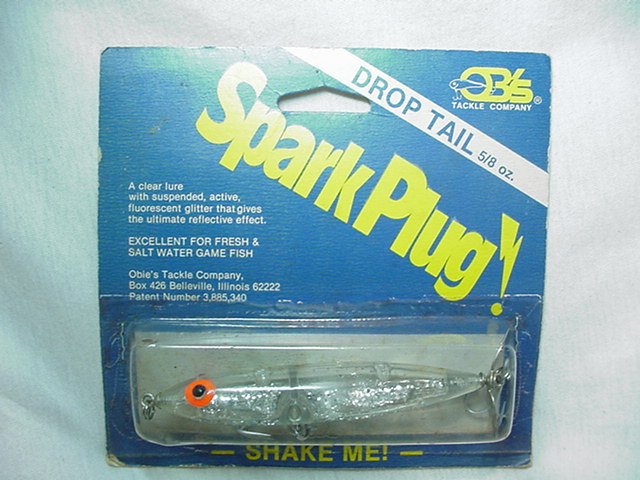 DROP TAIL 5/8 oz.
OB's
TACKLE COMPANY ®
Spark Plug!
A clear lure
with suspended, active,
fluorescent glitter that gives
the ultimate reflective effect.
EXCELLENT FOR FRESH &
SALT WATER GAME FISH
Obie's Tackle Company,
Box 426 Belleville, Illinois 62222
Patent Number 3,885,340
— SHAKE ME! —